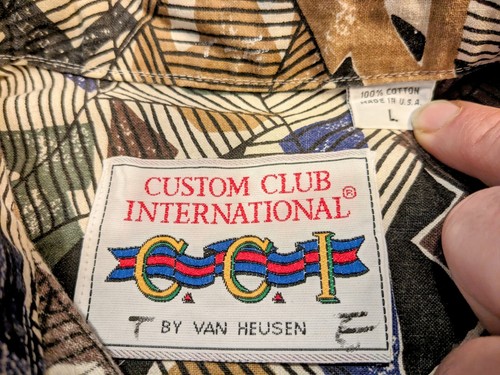 100% COTTON
MADE IN U.S.A.
L
CUSTOM CLUB
INTERNATIONAL®
C.C.I
T BY VAN HEUSEN E